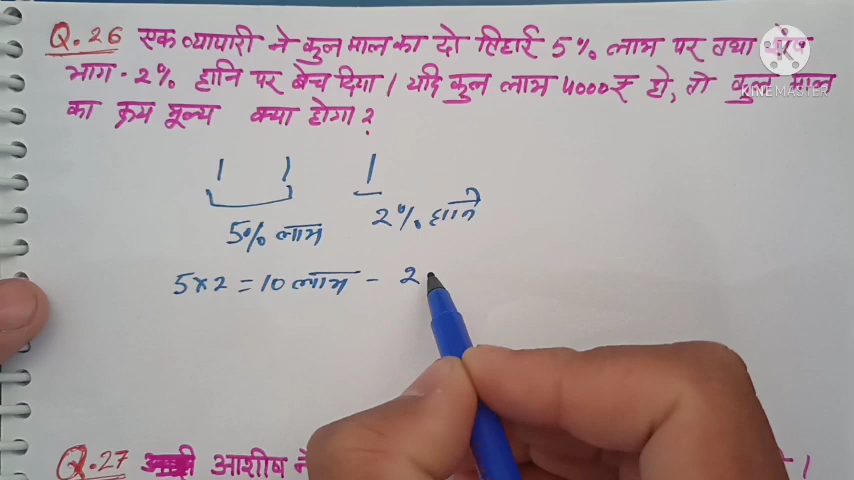 Q.26 एक व्यापारी ने कुल माल का दो तिहाई 5% लाभ पर तथा शेष
भाग - 2% हानि पर बेच दिया। यदि कुल लाभ 4000₹ हो, तो कुल माल
का क्रय मूल्य क्या होगा?
1 1 1
5% लाभ 2% हानि
5×2 = 10 लाभ - 2
Q.27 आशीष ने
KINEMASTER